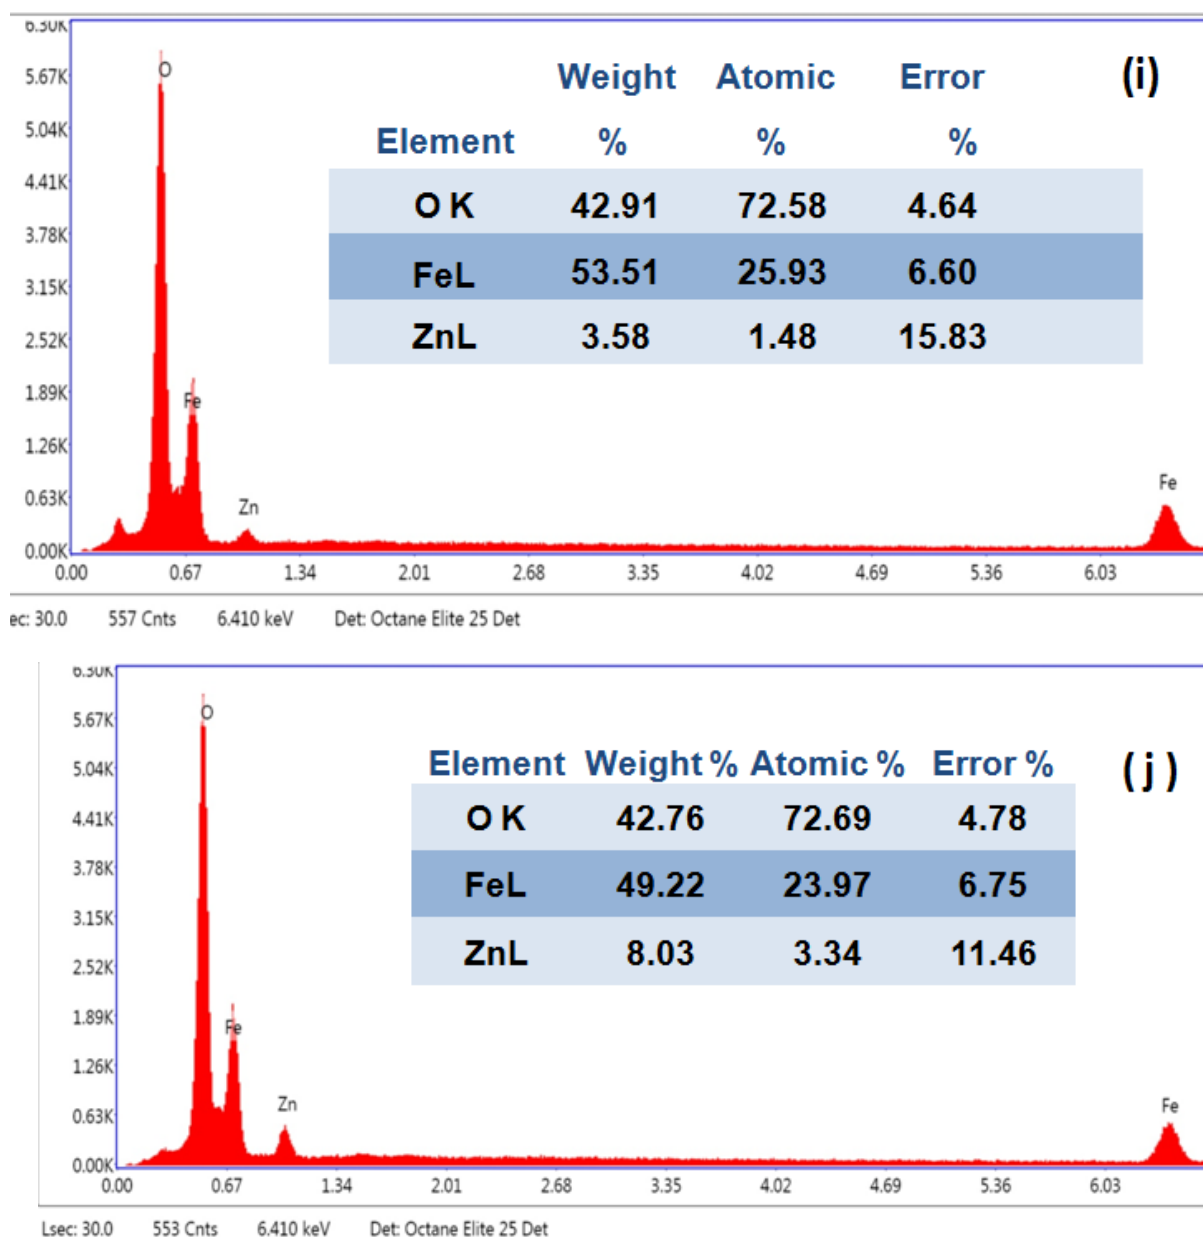 6.30K
5.67K
5.04K
4.41K
3.78K
3.15K
2.52K
1.89K
1.26K
0.63K
0.00K
O
Fe
Zn
Fe
(i)
Weight Atomic Error
Element % % %
O K 42.91 72.58 4.64
FeL 53.51 25.93 6.60
ZnL 3.58 1.48 15.83
0.00 0.67 1.34 2.01 2.68 3.35 4.02 4.69 5.36 6.03
ec: 30.0 557 Cnts 6.410 keV Det: Octane Elite 25 Det
6.30K
5.67K
5.04K
4.41K
3.78K
3.15K
2.52K
1.89K
1.26K
0.63K
0.00K
O
Fe
Zn
Fe
( j )
Element Weight % Atomic % Error %
O K 42.76 72.69 4.78
FeL 49.22 23.97 6.75
ZnL 8.03 3.34 11.46
0.00 0.67 1.34 2.01 2.68 3.35 4.02 4.69 5.36 6.03
Lsec: 30.0 553 Cnts 6.410 keV Det: Octane Elite 25 Det